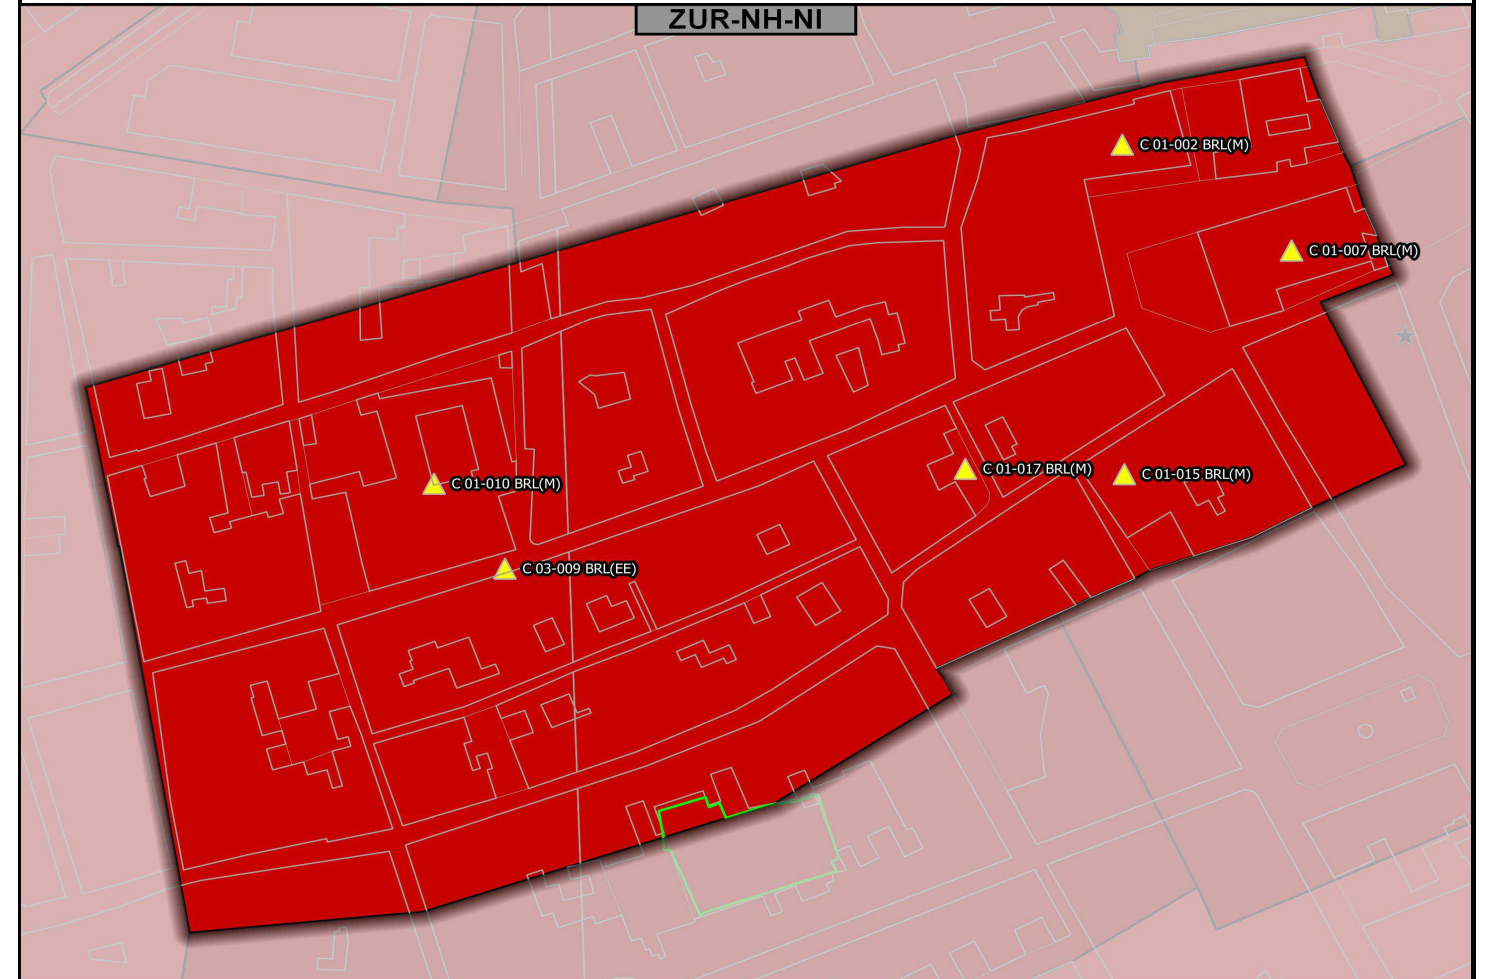 ZUR-NH-NI
C 01-002 BRL(M)
C 01-007 BRL(M)
C 01-017 BRL(M)
C 01-015 BRL(M)
C 01-010 BRL(M)
C 03-009 BRL(EE)